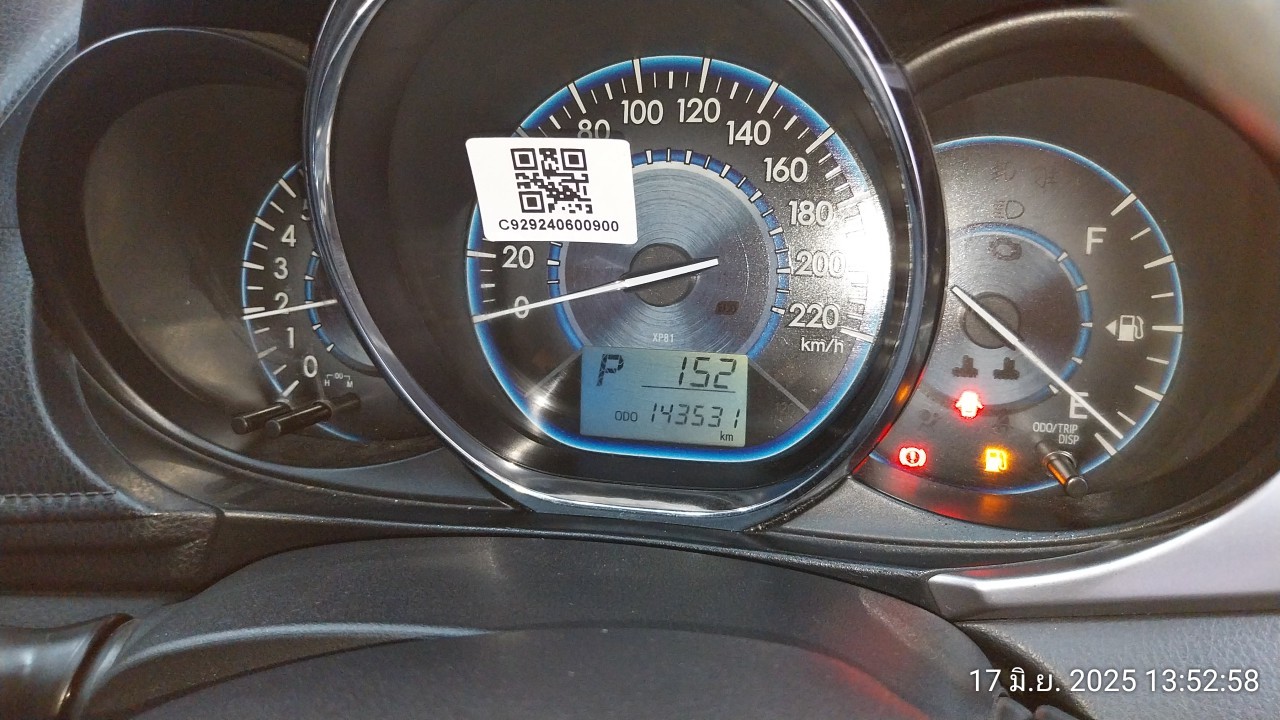 100 120
80 140
160
180
200
220
km/h
20
0
C929240600900
XP81
P 152
ODO 143531
km
4
3
2
1
0
H M
F
E
ODO/TRIP
DISP
17 มิ.ย. 2025 13:52:58